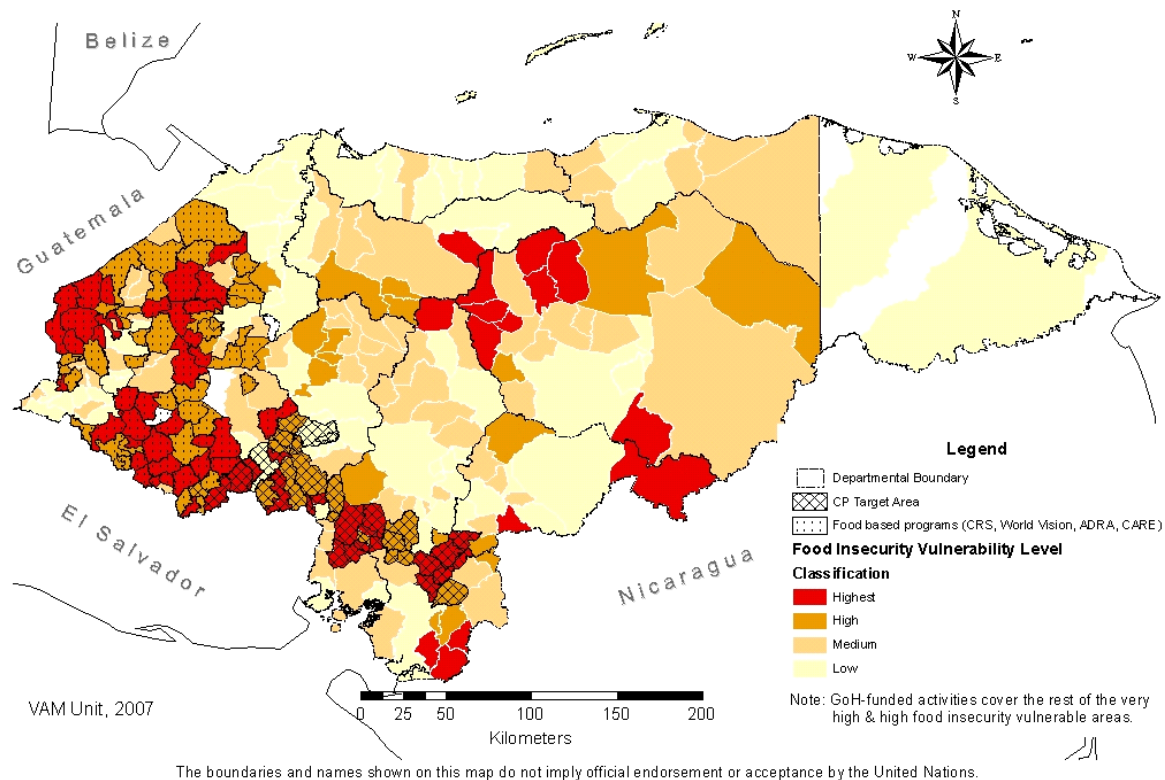 Belize
N
W
E
S
Guatemala
El Salvador
Nicaragua
Legend
Departmental Boundary
CP Target Area
Food based programs (CRS, World Vision, ADRA, CARE)
Food Insecurity Vulnerability Level
Classification
Highest
High
Medium
Low
Note: GoH-funded activities cover the rest of the very
high & high food insecurity vulnerable areas.
VAM Unit, 2007
0 25 50 100 150 200
Kilometers
The boundaries and names shown on this map do not imply official endorsement or acceptance by the United Nations.